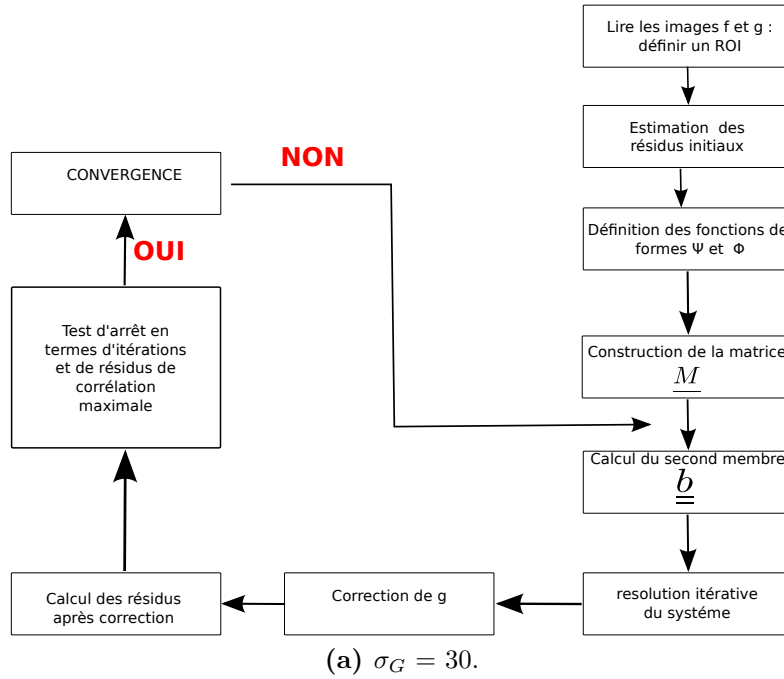 Lire les images f et g :
définir un ROI
Estimation des
résidus initiaux
Définition des fonctions de
formes Ψ et Φ
Construction de la matrice
M
Calcul du second membre
b
resolution itérative
du systéme
Correction de g
Calcul des résidus
après correction
Test d'arrêt en
termes d'itérations
et de résidus de
corrélation
maximale
OUI
CONVERGENCE
NON
(a) σ_G = 30.